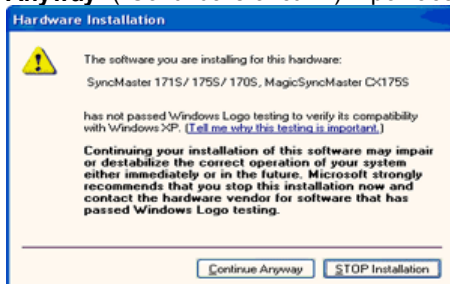 Anyway
Hardware Installation
The software you are installing for this hardware:
SyncMaster 171S/ 175S/ 170S, MagicSyncMaster CX175S
has not passed Windows Logo testing to verify its compatibility
with Windows XP. (Tell me why this testing is important.)
Continuing your installation of this software may impair
or destabilize the correct operation of your system
either immediately or in the future. Microsoft strongly
recommends that you stop this installation now and
contact the hardware vendor for software that has
passed Windows Logo testing.
Continue Anyway STOP Installation